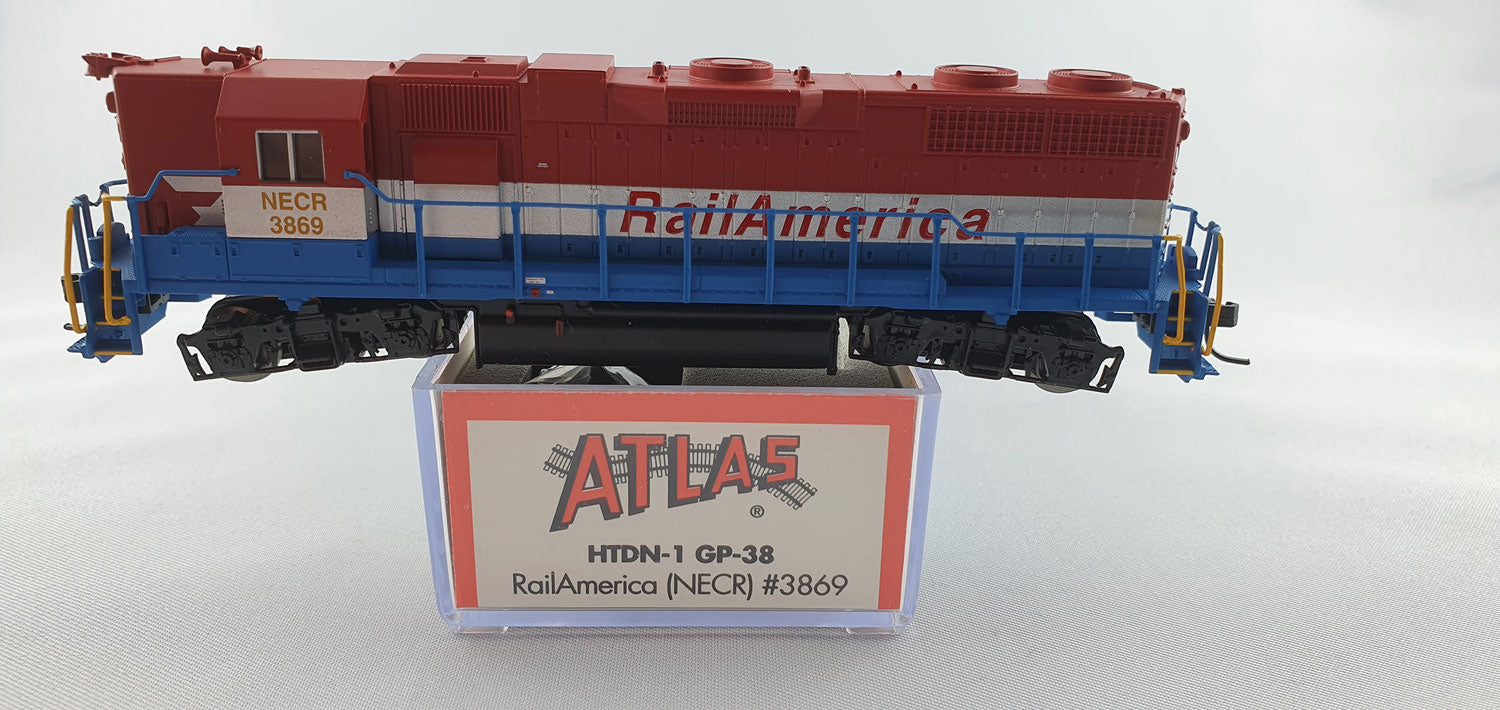 NECR
3869
RailAmerica
ATLAS
®
HTDN-1 GP-38
RailAmerica (NECR) #3869